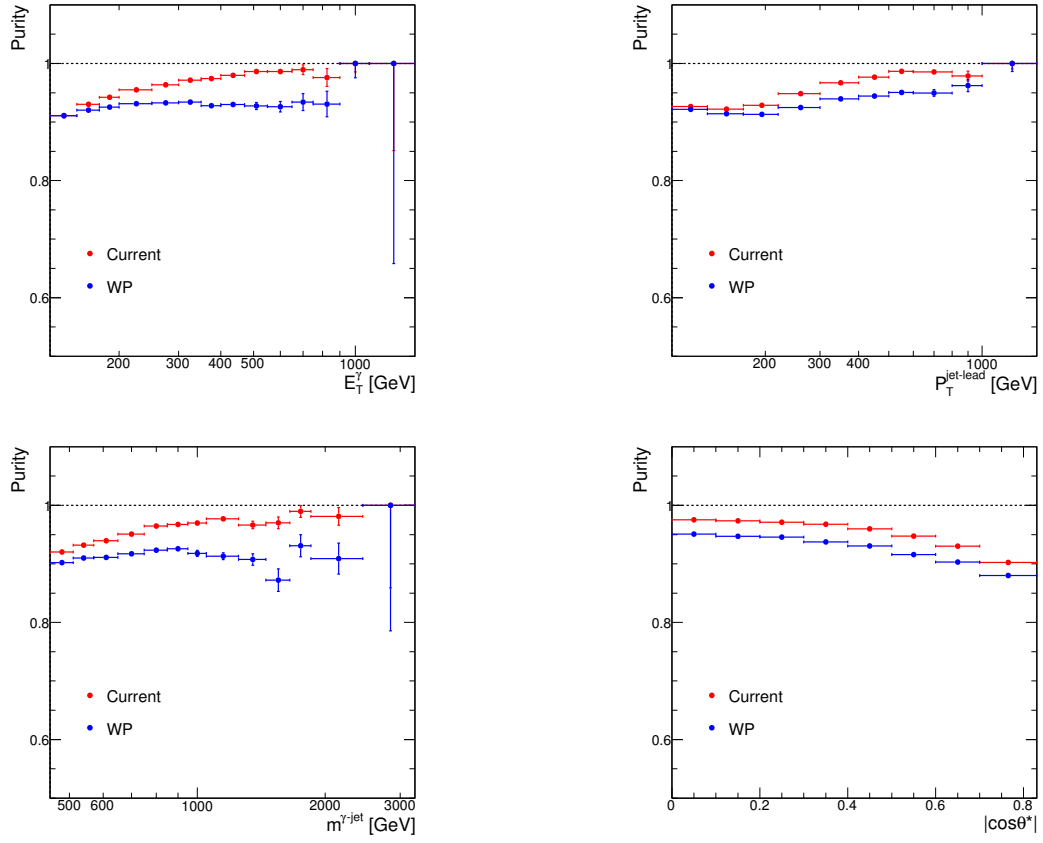 Purity
1
0.8
0.6
Current
WP
200 300 400 500 1000
E_T^γ [GeV]
Purity
1
0.8
0.6
Current
WP
200 300 400 1000
P_T^jet-lead [GeV]
Purity
1
0.8
0.6
Current
WP
500 600 1000 2000 3000
m^γ-jet [GeV]
Purity
1
0.8
0.6
Current
WP
0 0.2 0.4 0.6 0.8
|cosθ*|